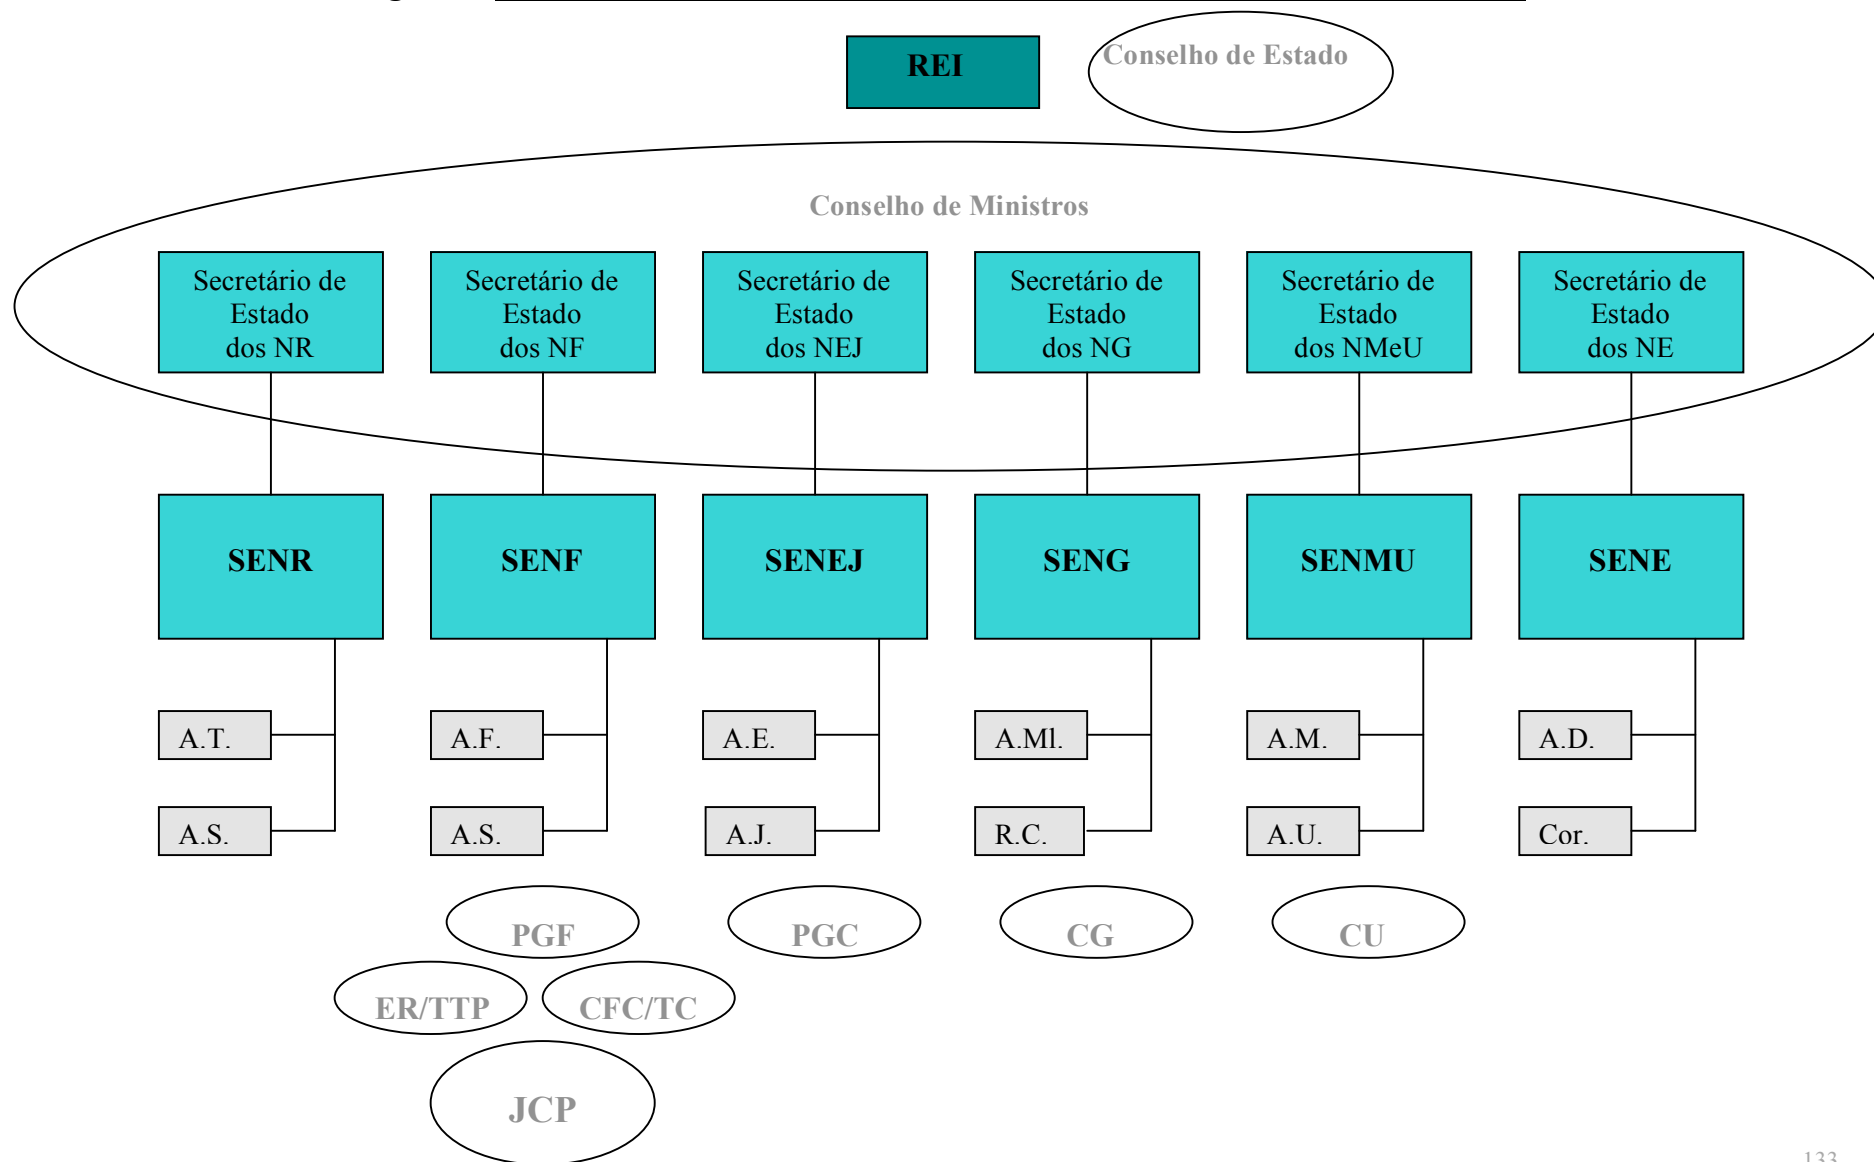 REI
Conselho de Estado
Conselho de Ministros
Secretário de
Estado
dos NR
Secretário de
Estado
dos NF
Secretário de
Estado
dos NEJ
Secretário de
Estado
dos NG
Secretário de
Estado
dos NMeU
Secretário de
Estado
dos NE
SENR
SENF
SENEJ
SENG
SENMU
SENE
A.T.
A.F.
A.E.
A.Ml.
A.M.
A.D.
A.S.
A.S.
A.J.
R.C.
A.U.
Cor.
PGF
PGC
CG
CU
ER/TTP
CFC/TC
JCP
133